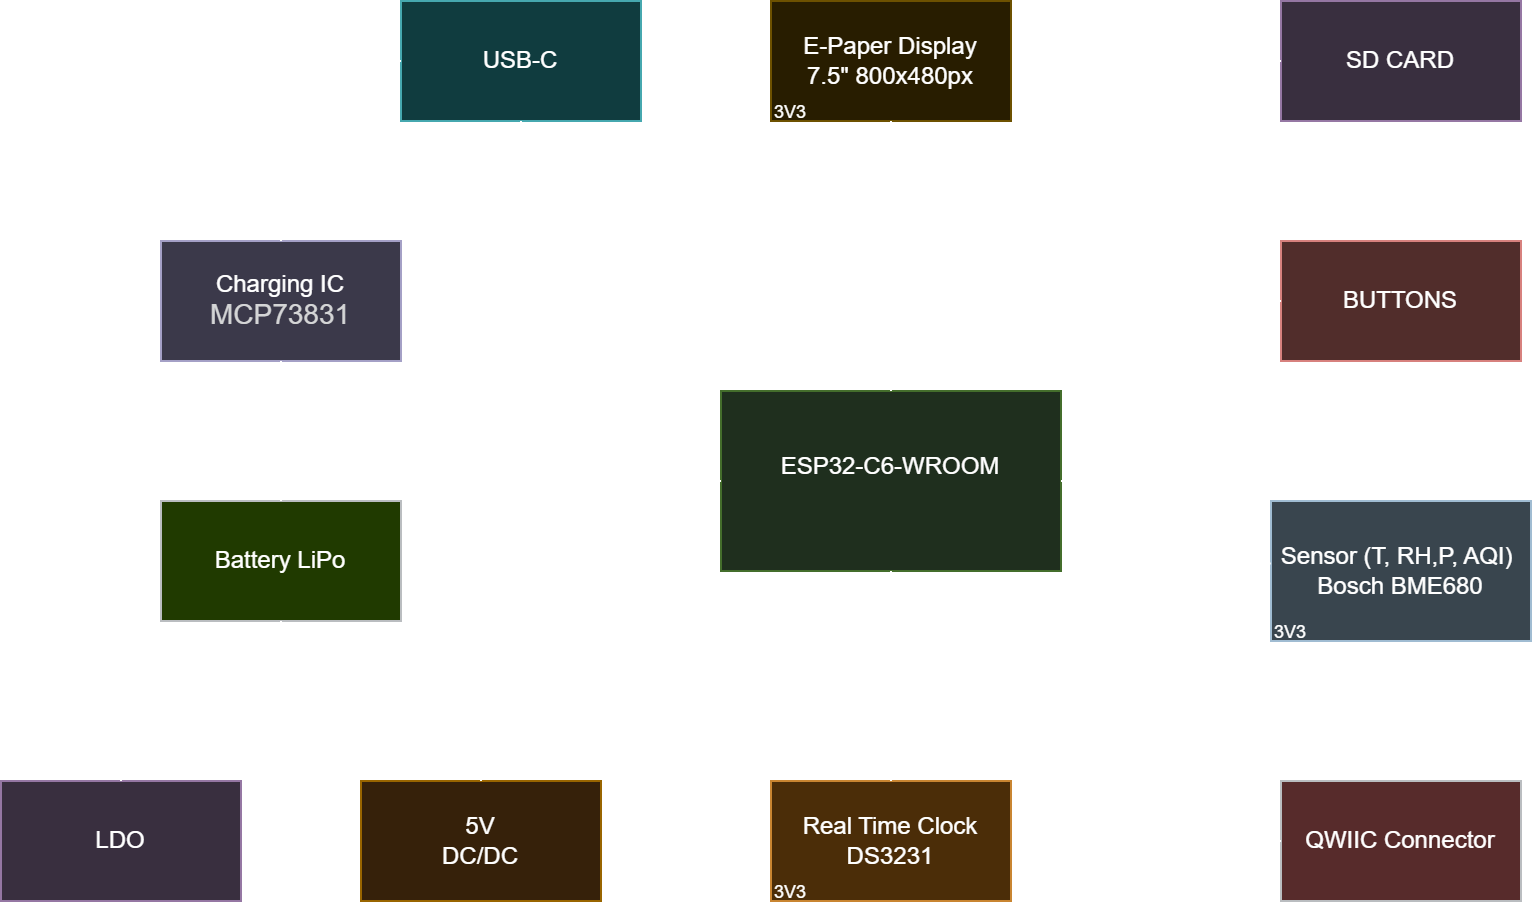 USB-C
E-Paper Display
7.5" 800x480px
3V3
SD CARD
Charging IC
MCP73831
BUTTONS
ESP32-C6-WROOM
Battery LiPo
Sensor (T, RH,P, AQI)
Bosch BME680
3V3
LDO
5V
DC/DC
Real Time Clock
DS3231
3V3
QWIIC Connector